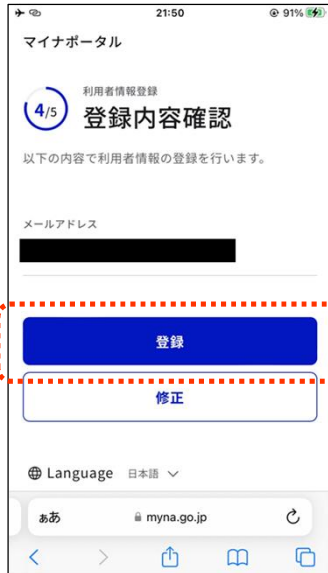 21:50
91%
マイナポータル
4/5
利用者情報登録
登録内容確認
以下の内容で利用者情報の登録を行います。
メールアドレス
登録
修正
Language 日本語
ぁあ myna.go.jp